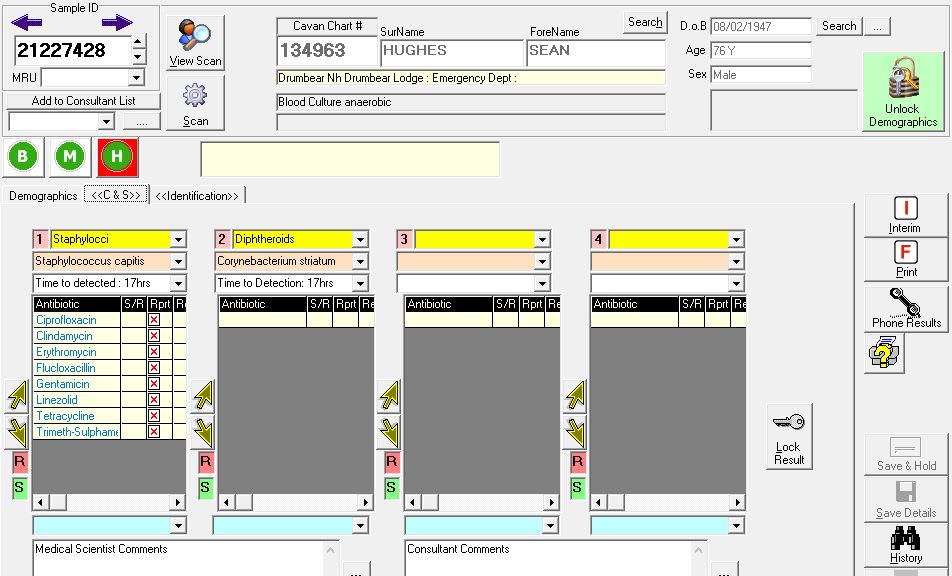 Sample ID
21227428
MRU
Add to Consultant List
....
View Scan
Scan
Cavan Chart #
SurName
ForeName
Search
134963
HUGHES
SEAN
Drumbear Nh Drumbear Lodge : Emergency Dept :
Blood Culture anaerobic
D.o.B
08/02/1947
Search
...
Age
76 Y
Sex
Male
Unlock
Demographics
B
M
H
Demographics
<<C & S>>
<<Identification>>
1
Staphylocci
Staphylococcus capitis
Time to detected : 17hrs
Antibiotic S/R Rprt Re
Ciprofloxacin
Clindamycin
Erythromycin
Flucloxacillin
Gentamicin
Linezolid
Tetracycline
Trimeth-Sulphame
R
S
2
Diphtheroids
Corynebacterium striatum
Time to Detection: 17hrs
Antibiotic S/R Rprt Re
R
S
3
Antibiotic S/R Rprt Re
R
S
4
Antibiotic S/R Rprt Re
R
S
Medical Scientist Comments
...
Consultant Comments
...
Lock
Result
I
Interim
F
Print
Phone Results
?
Save & Hold
Save Details
History